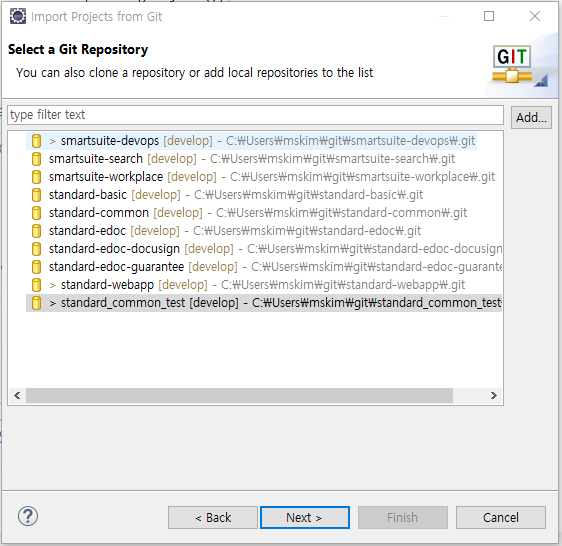 Import Projects from Git
Select a Git Repository
You can also clone a repository or add local repositories to the list
GIT
type filter text
Add...
> smartsuite-devops [develop] - C:₩Users₩mskim₩git₩smartsuite-devops₩.git
smartsuite-search [develop] - C:₩Users₩mskim₩git₩smartsuite-search₩.git
smartsuite-workplace [develop] - C:₩Users₩mskim₩git₩smartsuite-workplace₩.git
standard-basic [develop] - C:₩Users₩mskim₩git₩standard-basic₩.git
standard-common [develop] - C:₩Users₩mskim₩git₩standard-common₩.git
standard-edoc [develop] - C:₩Users₩mskim₩git₩standard-edoc₩.git
standard-edoc-docusign [develop] - C:₩Users₩mskim₩git₩standard-edoc-docusign
standard-edoc-guarantee [develop] - C:₩Users₩mskim₩git₩standard-edoc-guarante
> standard-webapp [develop] - C:₩Users₩mskim₩git₩standard-webapp₩.git
> standard_common_test [develop] - C:₩Users₩mskim₩git₩standard_common_test₩
? < Back Next > Finish Cancel